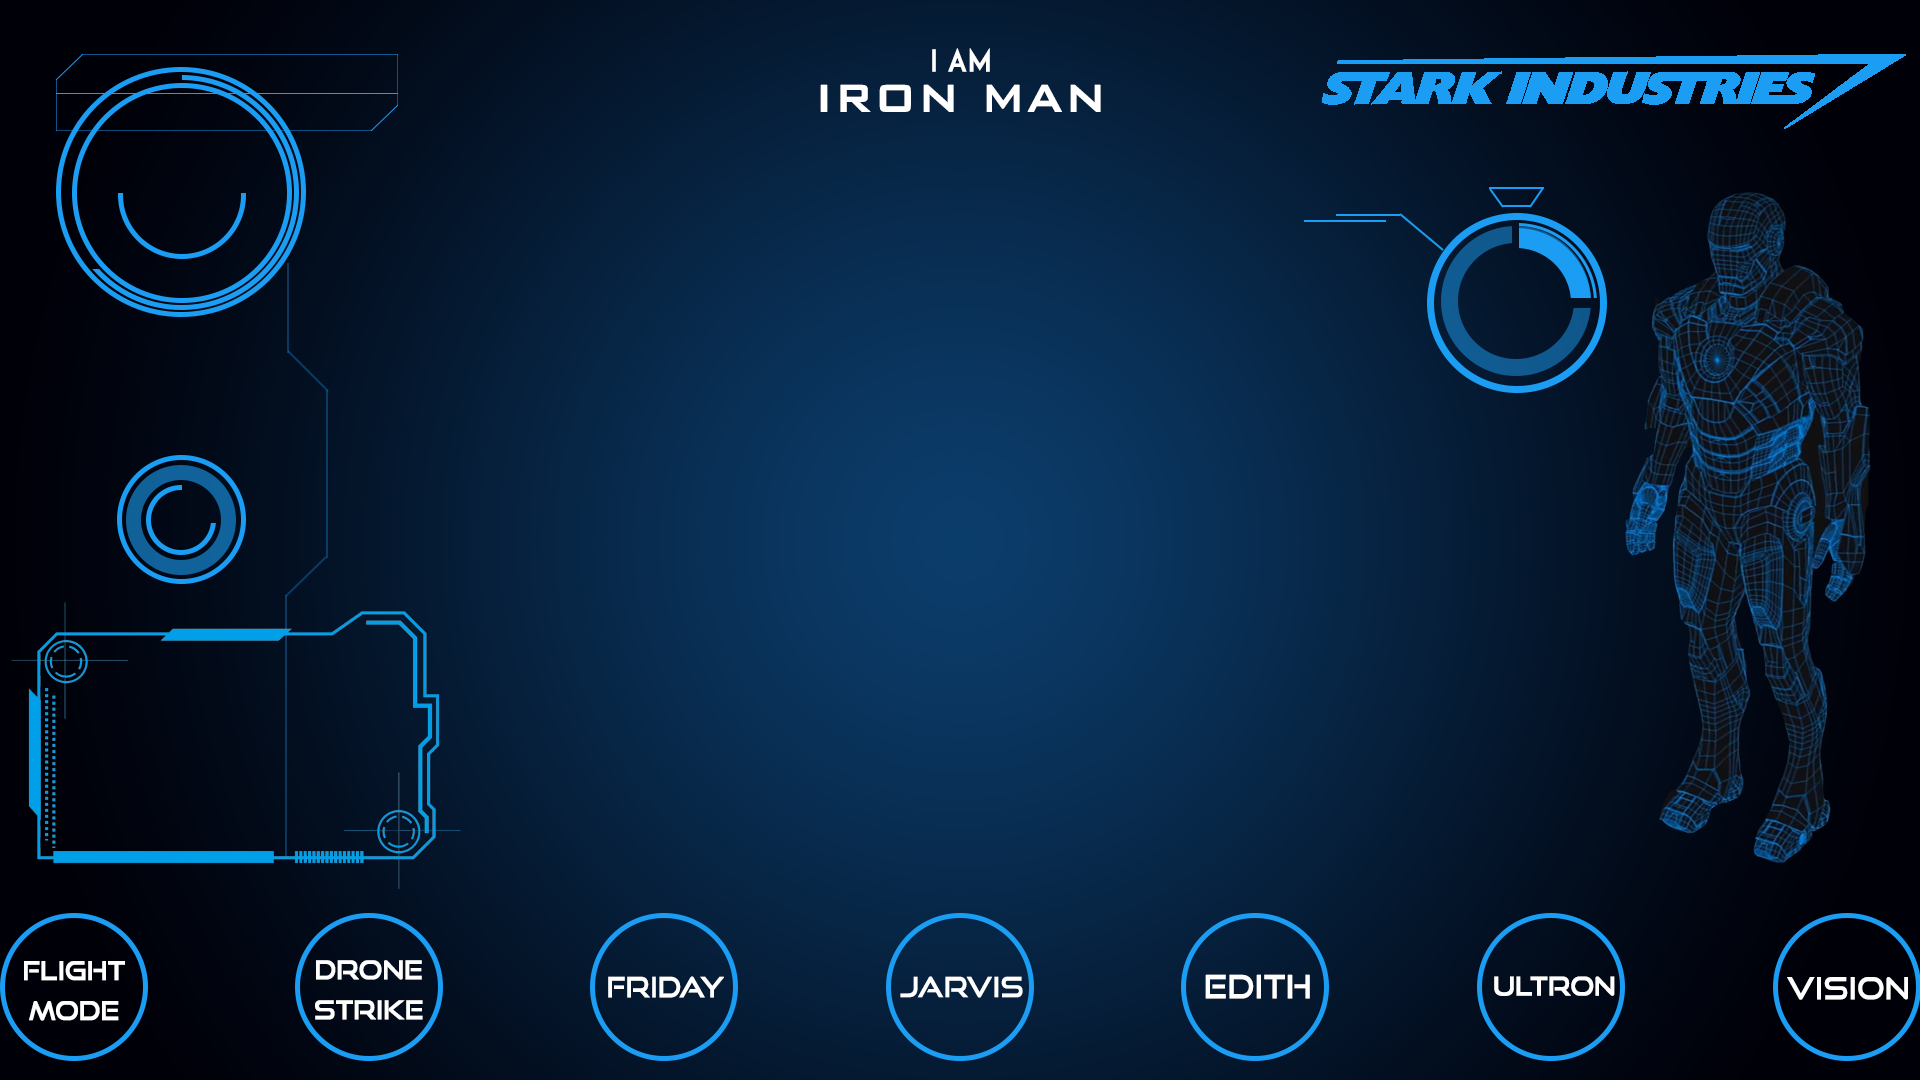 I AM
IRON MAN
STARK INDUSTRIES
FLIGHT
MODE
DRONE
STRIKE
FRIDAY
JARVIS
EDITH
ULTRON
VISION